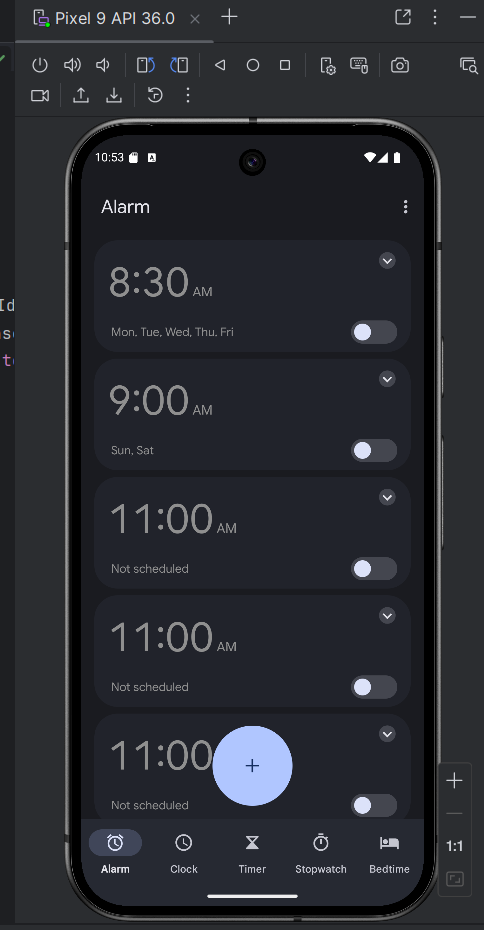 Pixel 9 API 36.0
10:53
A
Alarm
8:30 AM
Mon, Tue, Wed, Thu, Fri
9:00 AM
Sun, Sat
11:00 AM
Not scheduled
11:00 AM
Not scheduled
11:00
Not scheduled
1:1
Alarm Clock Timer Stopwatch Bedtime